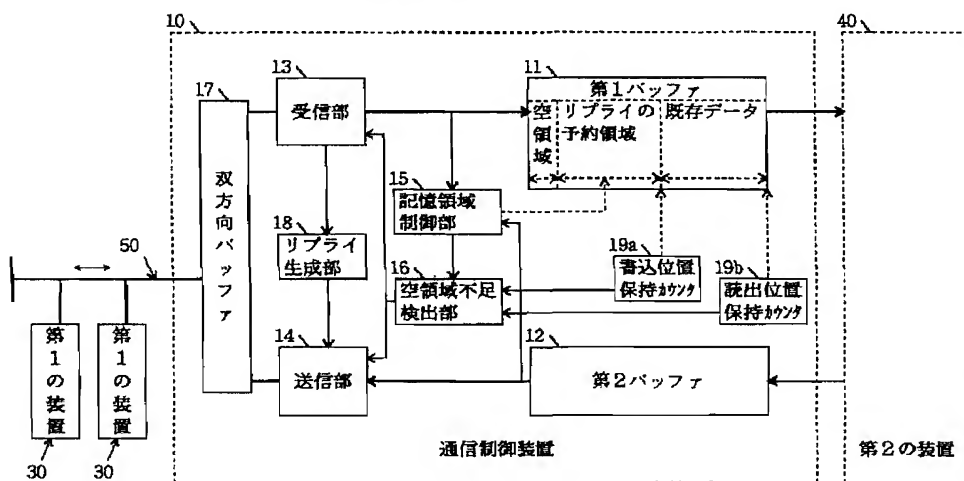 10
40
13
11
17
受信部
第1バッファ
空領域
リプライの
予約領域
既存データ
双方向バッファ
15
記憶領域
制御部
18
リプライ
生成部
50
19a
書込位置
保持カウンタ
19b
読出位置
保持カウンタ
16
空領域不足
検出部
14
送信部
12
第2バッファ
第1の装置
第1の装置
30
30
通信制御装置
第2の装置